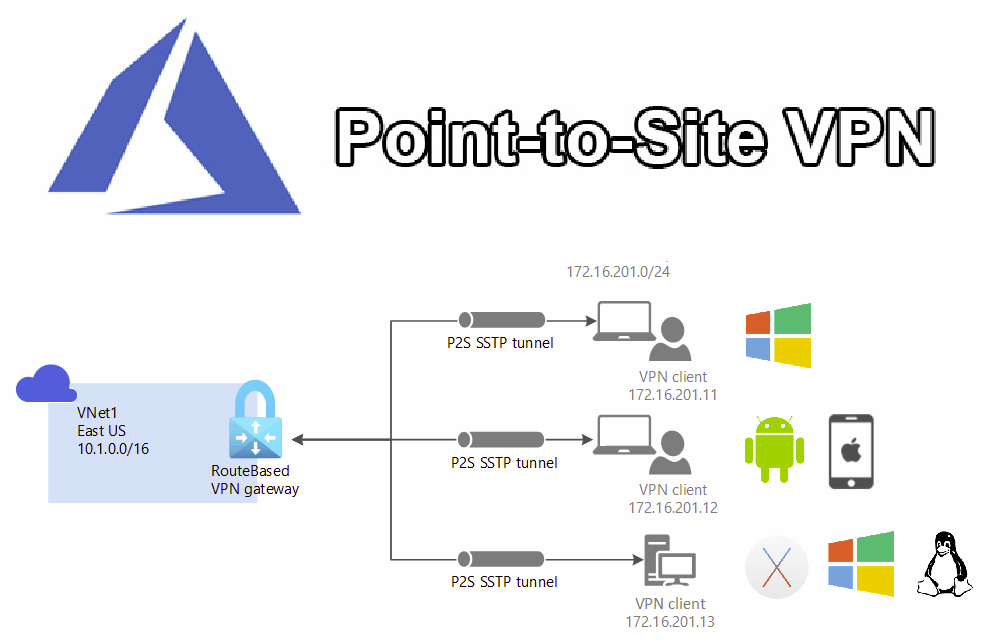 Point-to-Site VPN
172.16.201.0/24
P2S SSTP tunnel
VPN client
172.16.201.11
VNet1
East US
10.1.0.0/16
RouteBased
VPN gateway
P2S SSTP tunnel
VPN client
172.16.201.12
P2S SSTP tunnel
VPN client
172.16.201.13